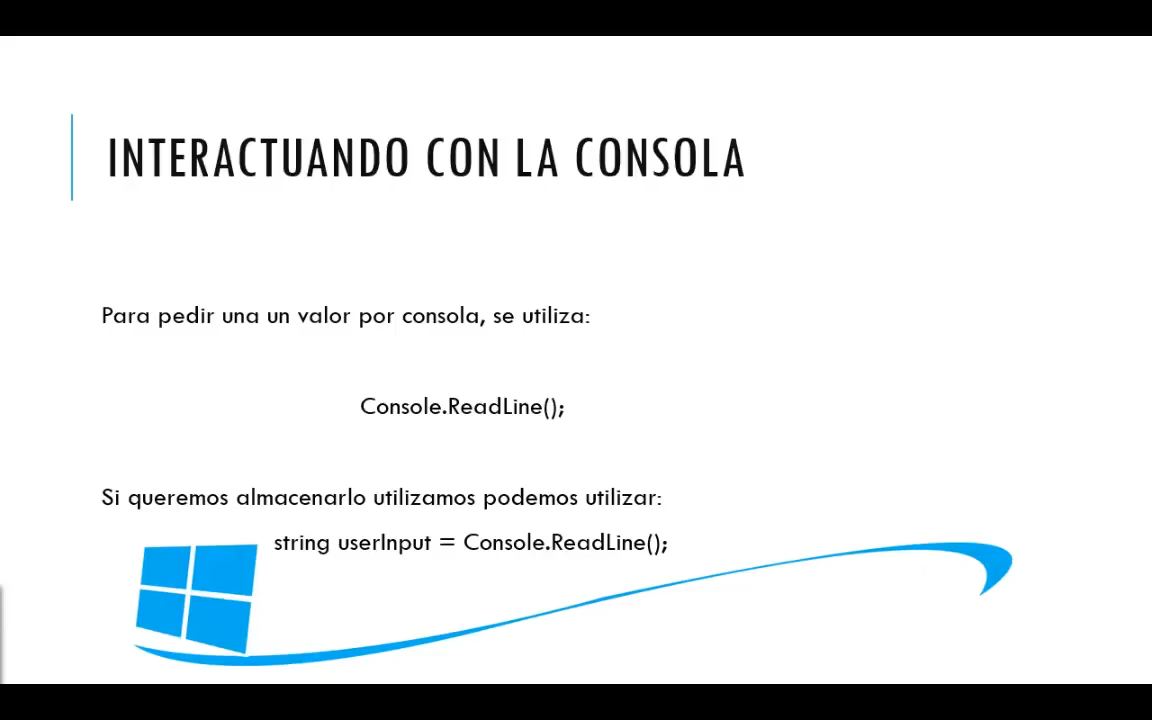 INTERACTUANDO CON LA CONSOLA
Para pedir una un valor por consola, se utiliza:
Console.ReadLine();
Si queremos almacenarlo utilizamos podemos utilizar:
string userInput = Console.ReadLine();